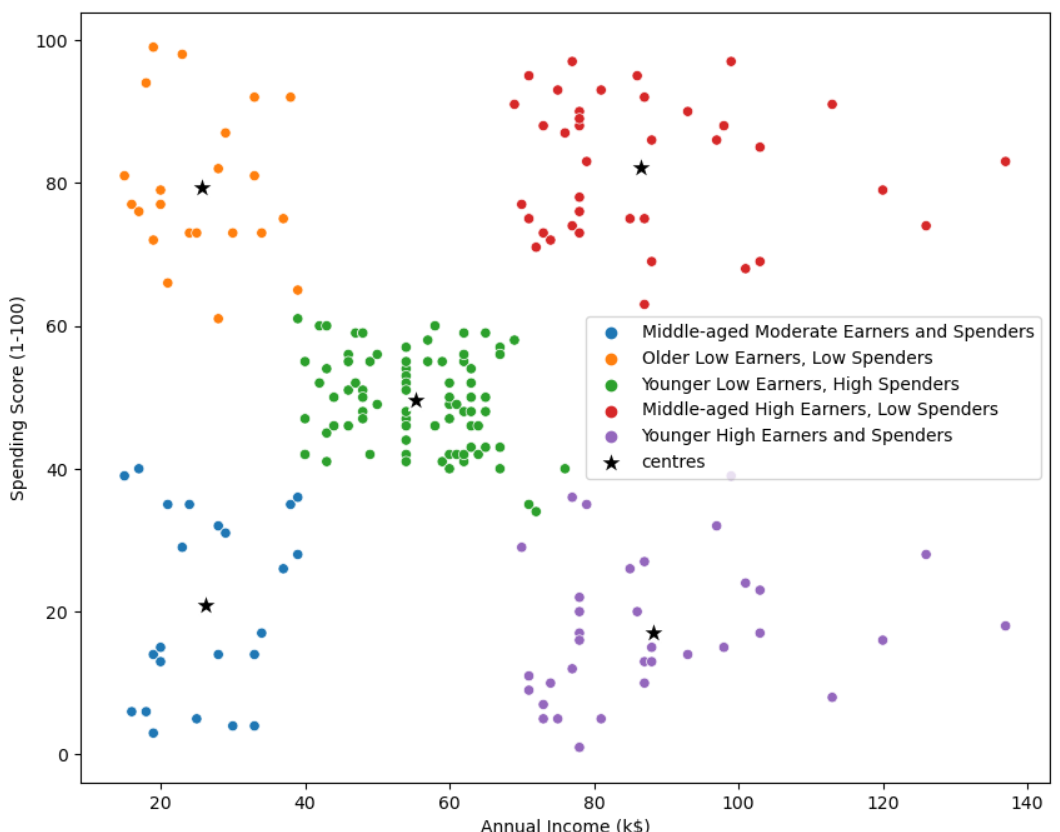 100
80
60
40
20
0
Spending Score (1-100)
Middle-aged Moderate Earners and Spenders
Older Low Earners, Low Spenders
Younger Low Earners, High Spenders
Middle-aged High Earners, Low Spenders
Younger High Earners and Spenders
centres
20 40 60 80 100 120 140
Annual Income (k$)